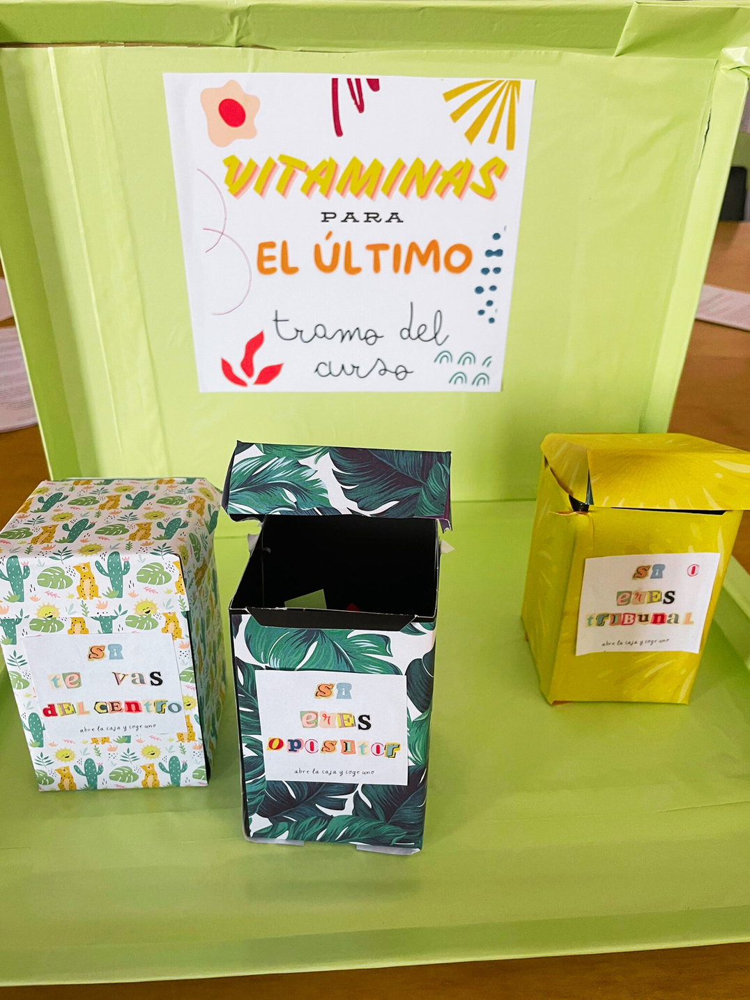 VITAMINAS
PARA
EL ÚLTIMO
tramo del
curso
Si
te vas
DEL CENTrO
abre la caja y coge uno
Si
erES
OPOSItOr
abre la caja y coge uno
Si O
erES
trIBunaL
abre la caja y coge uno